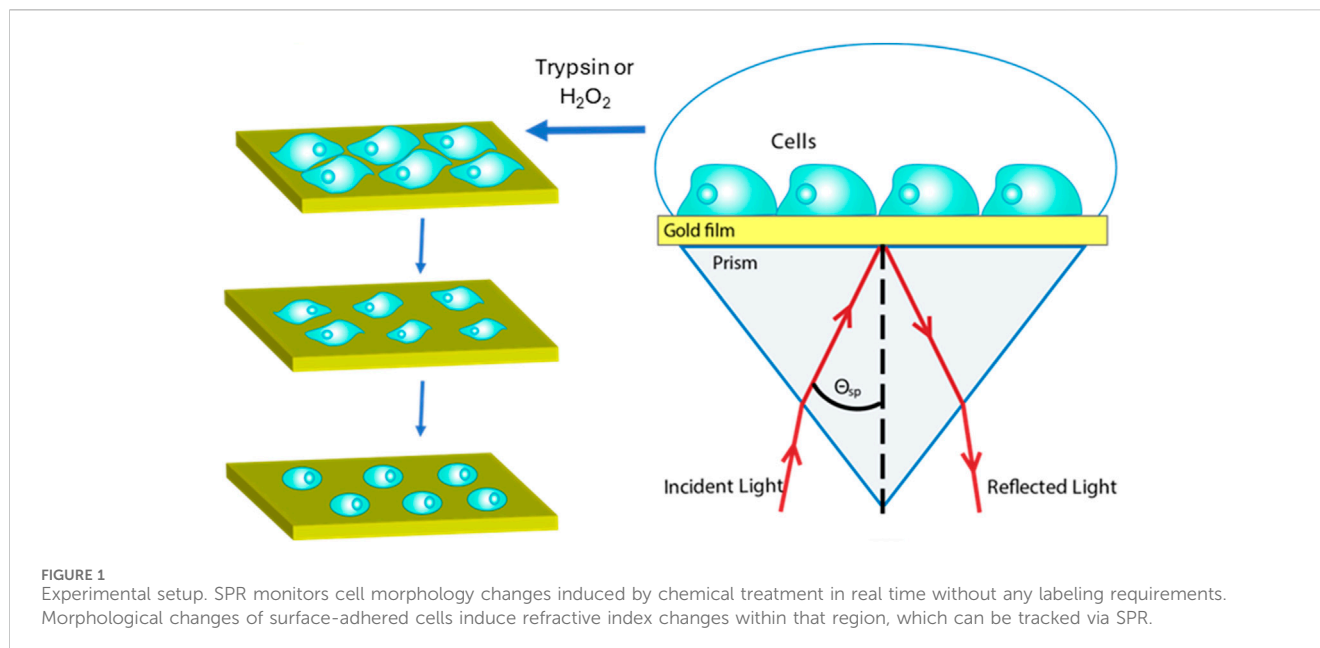 Trypsin or
H₂O₂
Cells
Gold film
Prism
Θsp
Incident Light
Reflected Light
FIGURE 1
Experimental setup. SPR monitors cell morphology changes induced by chemical treatment in real time without any labeling requirements.
Morphological changes of surface-adhered cells induce refractive index changes within that region, which can be tracked via SPR.